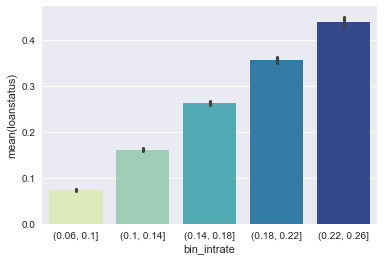 mean(loanstatus)
0.4
0.3
0.2
0.1
0.0
(0.06, 0.1] (0.1, 0.14] (0.14, 0.18] (0.18, 0.22] (0.22, 0.26]
bin_intrate